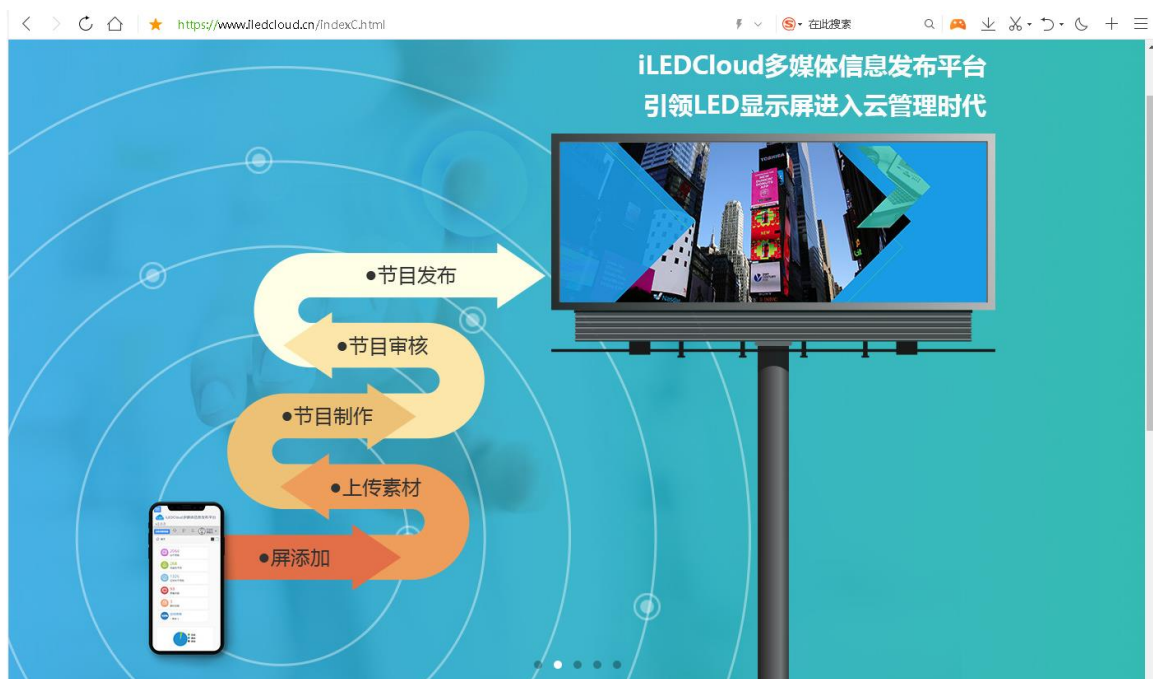 https://www.iledcloud.cn/indexC.html
在此搜索
iLEDCloud多媒体信息发布平台
引领LED显示屏进入云管理时代
TOSHIBA
●节目发布
Nasdaq
●节目审核
●节目制作
●上传素材
●屏添加